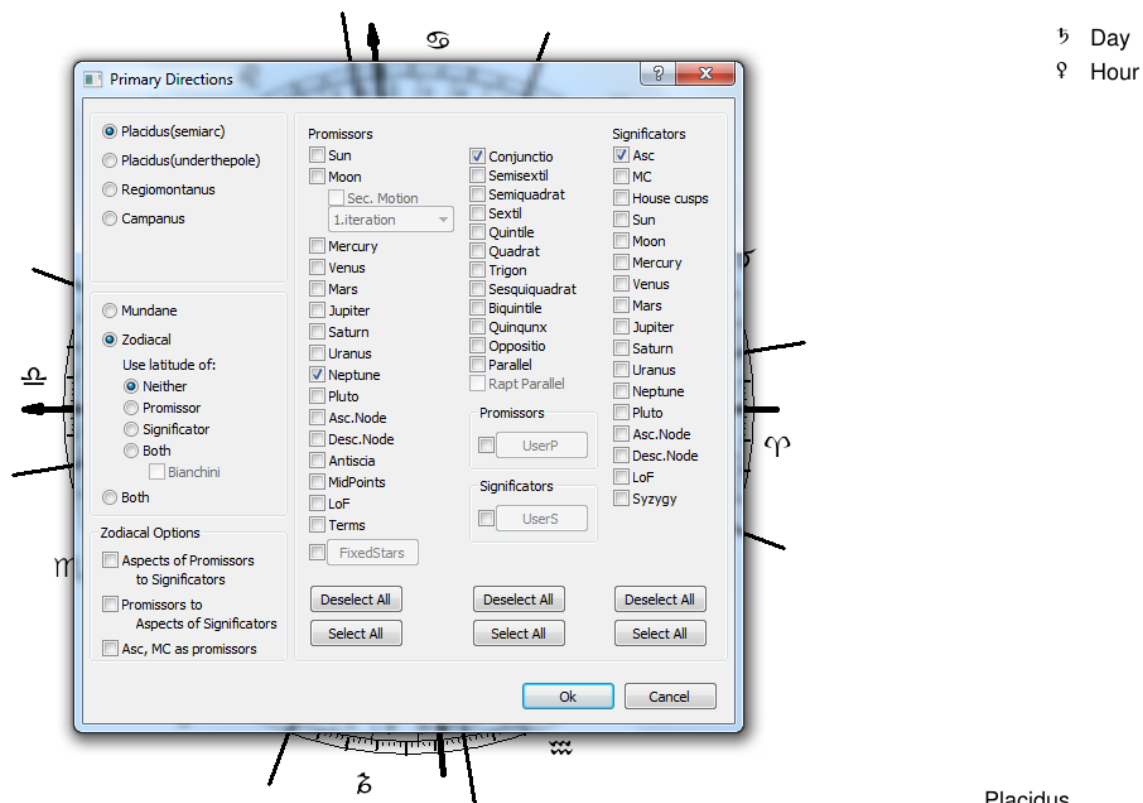 ♋
♄ Day
♀ Hour
Primary Directions
Placidus(semiarc)
Placidus(underthepole)
Regiomontanus
Campanus
Mundane
Zodiacal
Use latitude of:
Neither
Promissor
Significator
Both
Bianchini
Both
Zodiacal Options
Aspects of Promissors
to Significators
Promissors to
Aspects of Significators
Asc, MC as promissors
Promissors
Sun
Moon
Sec. Motion
1.iteration
Mercury
Venus
Mars
Jupiter
Saturn
Uranus
Neptune
Pluto
Asc.Node
Desc.Node
Antiscia
MidPoints
LoF
Terms
FixedStars
Deselect All
Select All
Conjunctio
Semisextil
Semiquadrat
Sextil
Quintile
Quadrat
Trigon
Sesquiquadrat
Biquintile
Quinqunx
Oppositio
Parallel
Rapt Parallel
Promissors
UserP
Significators
UserS
Deselect All
Select All
Significators
Asc
MC
House cusps
Sun
Moon
Mercury
Venus
Mars
Jupiter
Saturn
Uranus
Neptune
Pluto
Asc.Node
Desc.Node
LoF
Syzygy
Deselect All
Select All
Ok
Cancel
♎
♈
♏
♒
♑
Placidus